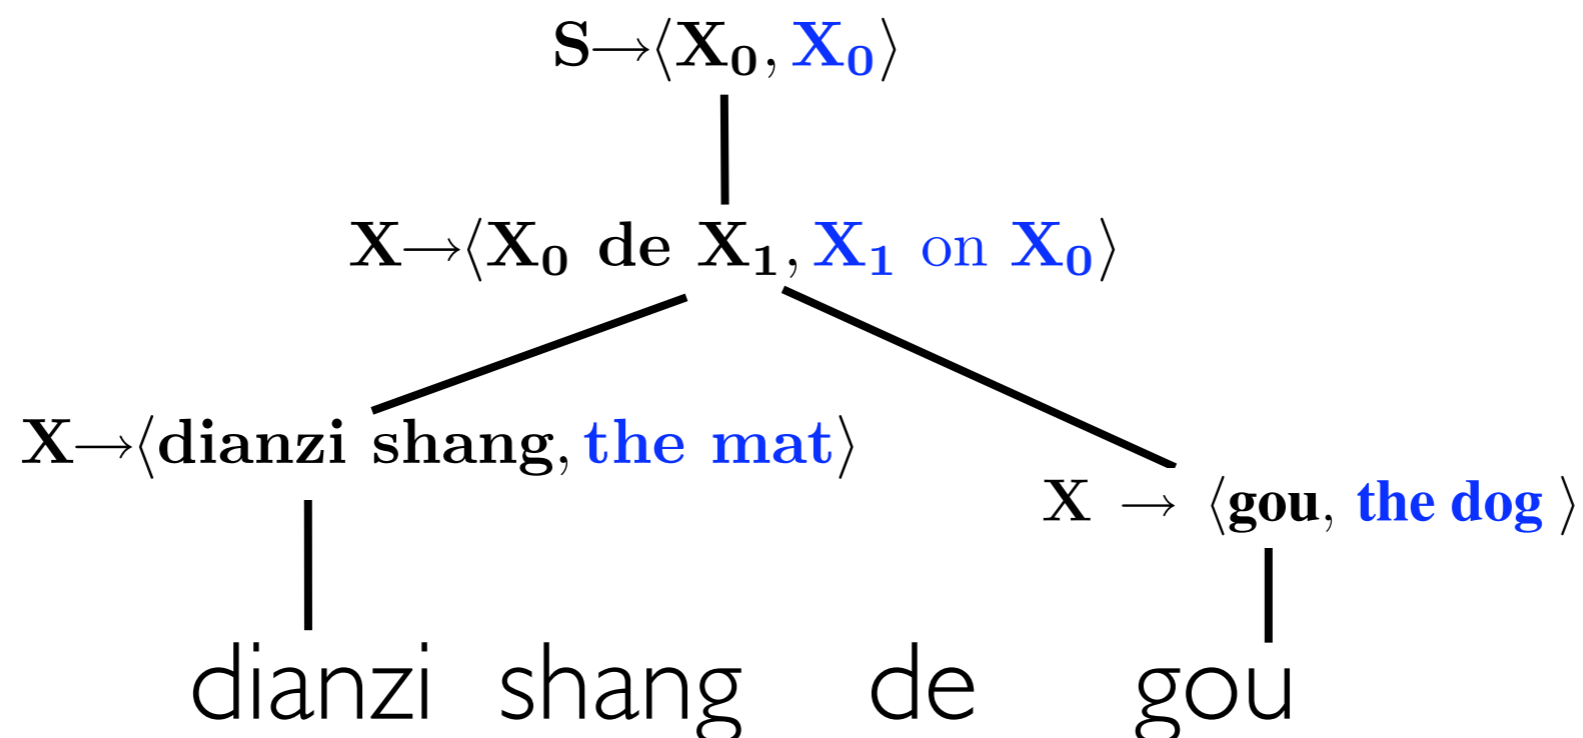 S→⟨X₀, X₀⟩
X→⟨X₀ de X₁, X₁ on X₀⟩
X→⟨dianzi shang, the mat⟩
X → ⟨gou, the dog ⟩
dianzi shang de gou